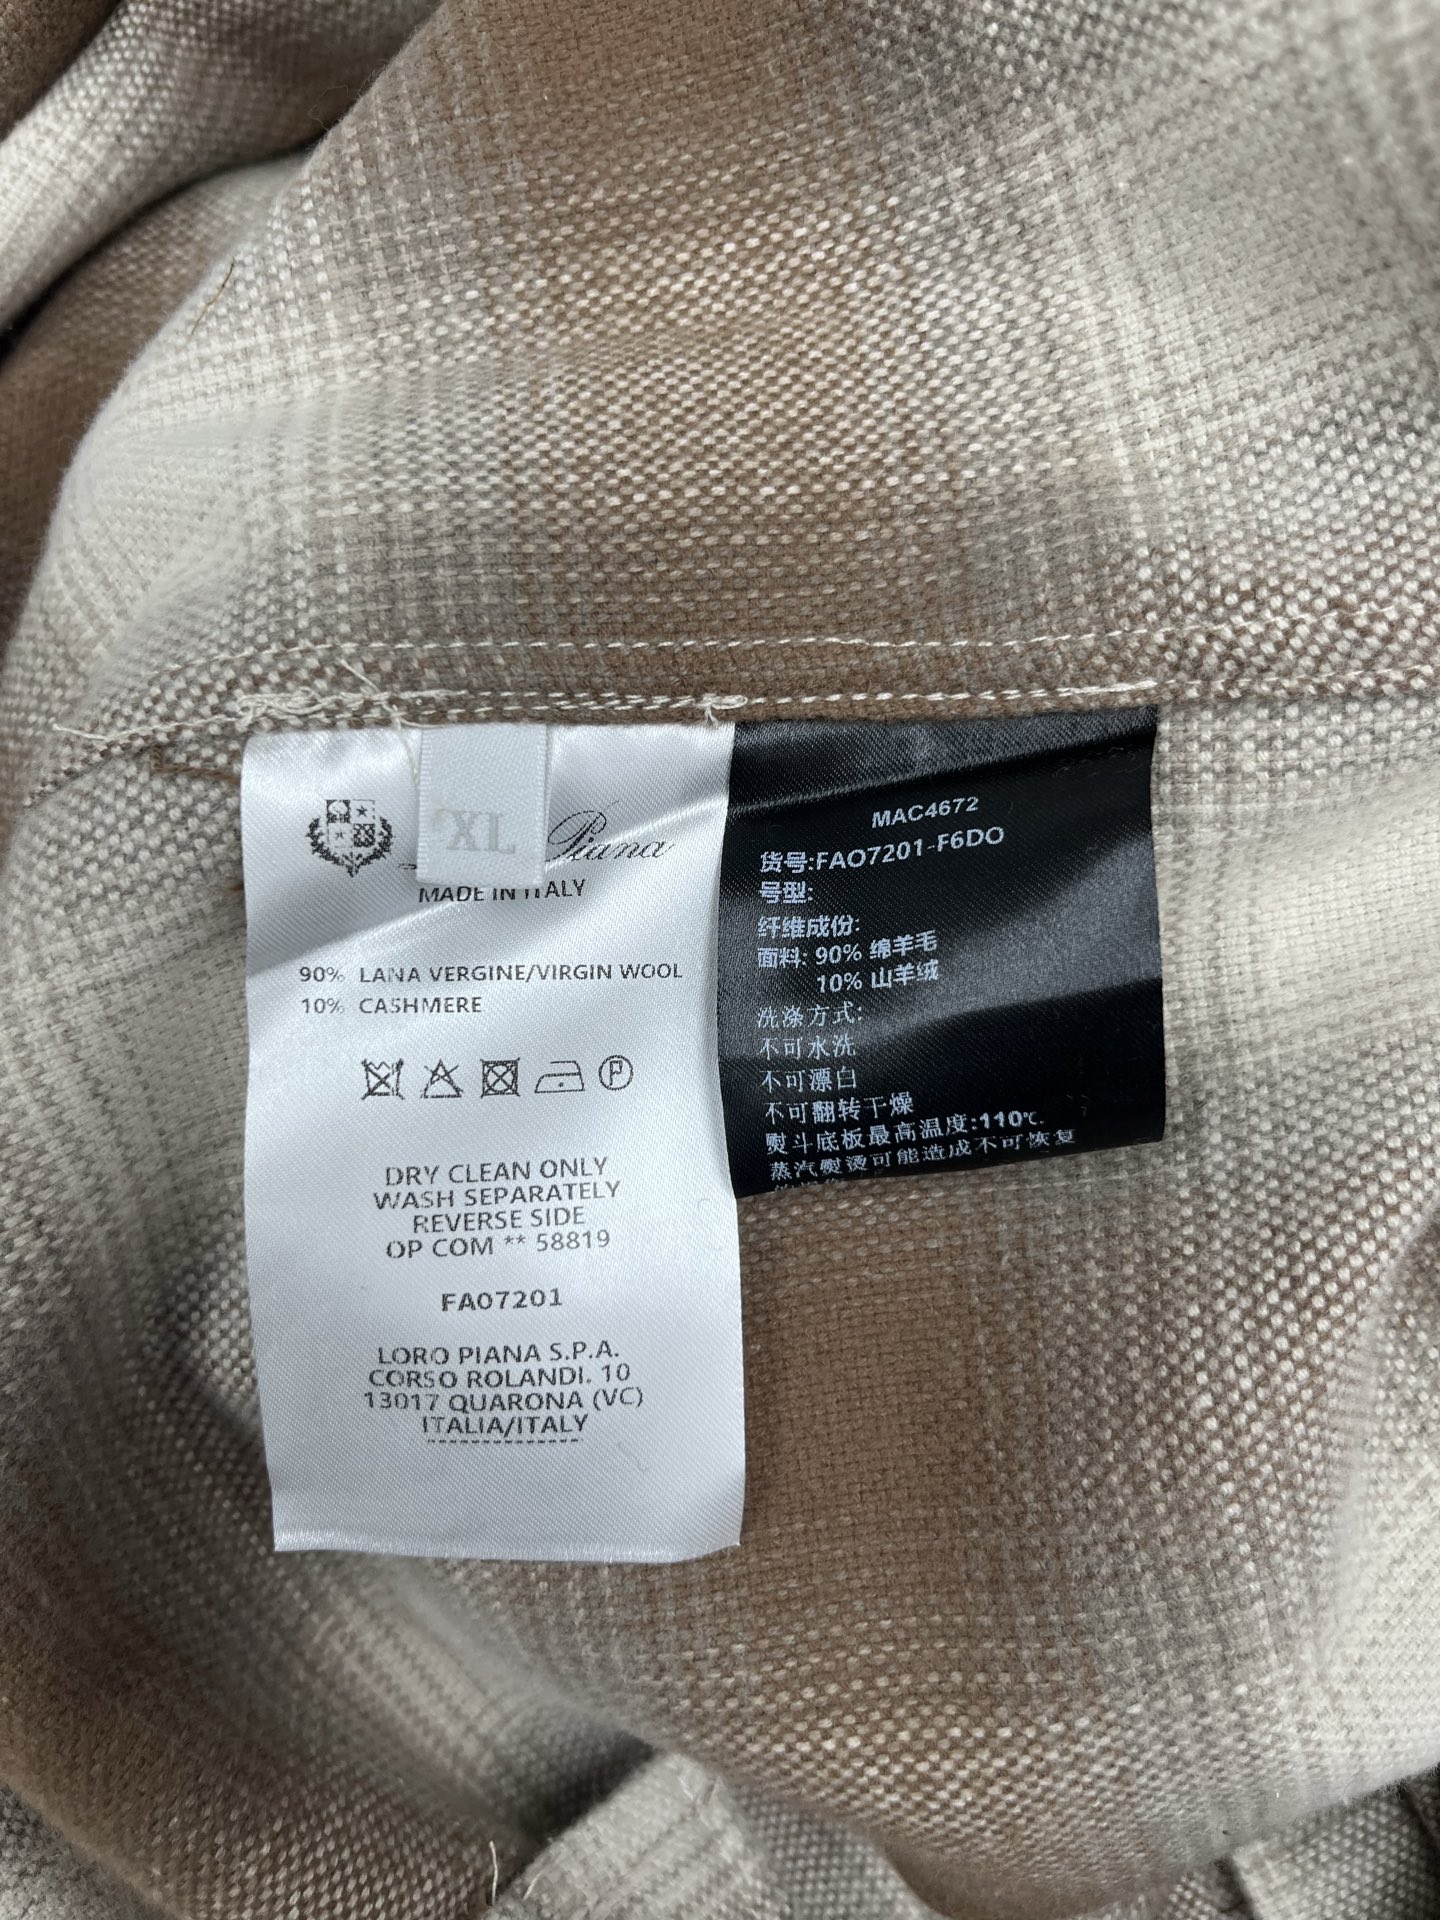 XL
Piana
MADE IN ITALY
90% LANA VERGINE/VIRGIN WOOL
10% CASHMERE
P
DRY CLEAN ONLY
WASH SEPARATELY
REVERSE SIDE
OP COM ** 58819
FAO7201
LORO PIANA S.P.A.
CORSO ROLANDI. 10
13017 QUARONA (VC)
ITALIA/ITALY
MAC4672
货号:FAO7201-F6DO
号型:
纤维成份:
面料: 90% 绵羊毛
10% 山羊绒
洗涤方式:
不可水洗
不可漂白
不可翻转干燥
熨斗底板最高温度:110℃.
蒸汽熨烫可能造成不可恢复